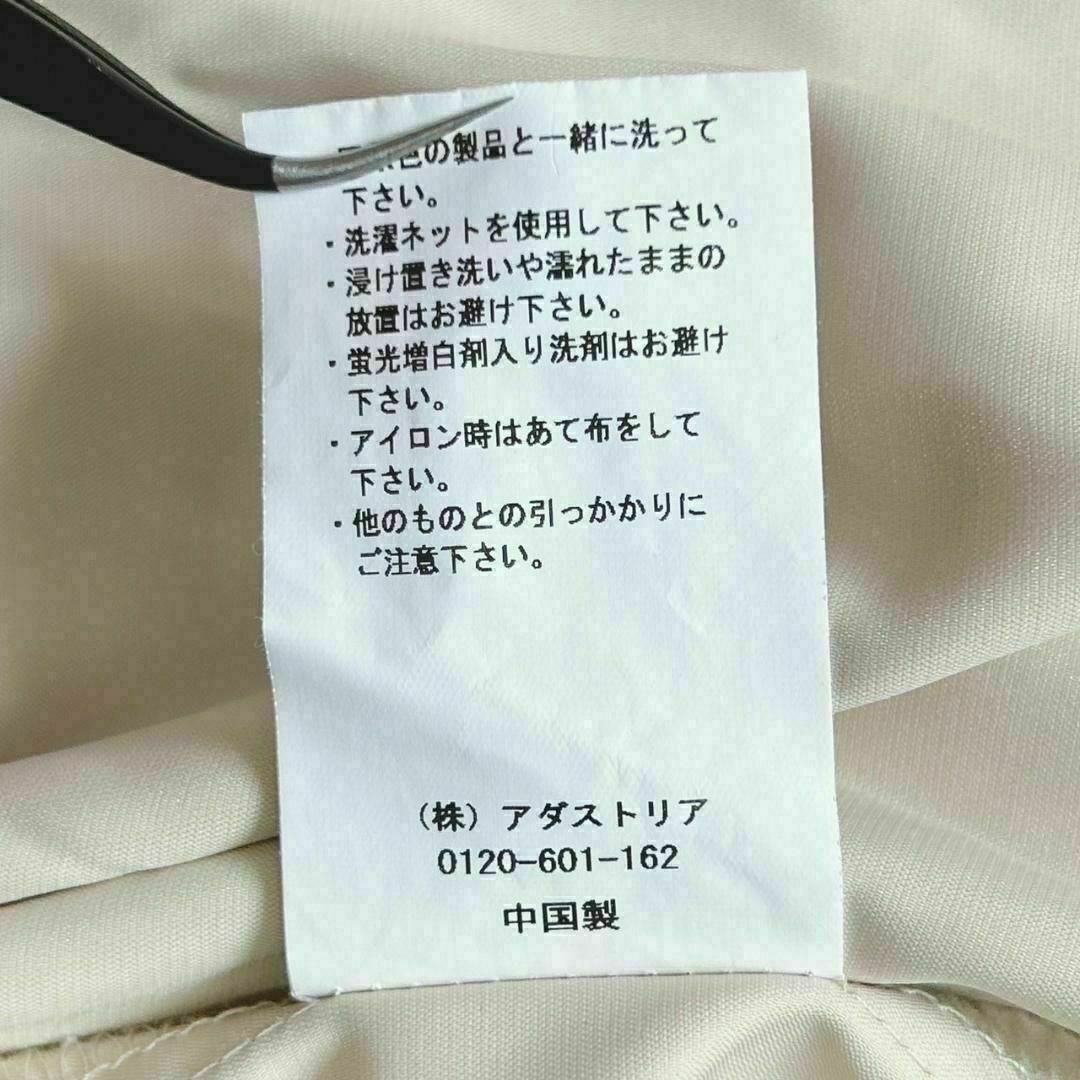 色の製品と一緒に洗って
下さい。
・洗濯ネットを使用して下さい。
・浸け置き洗いや濡れたままの
放置はお避け下さい。
・蛍光増白剤入り洗剤はお避け
下さい。
・アイロン時はあて布をして
下さい。
・他のものとの引っかかりに
ご注意下さい。
（株）アダストリア
0120-601-162
中国製